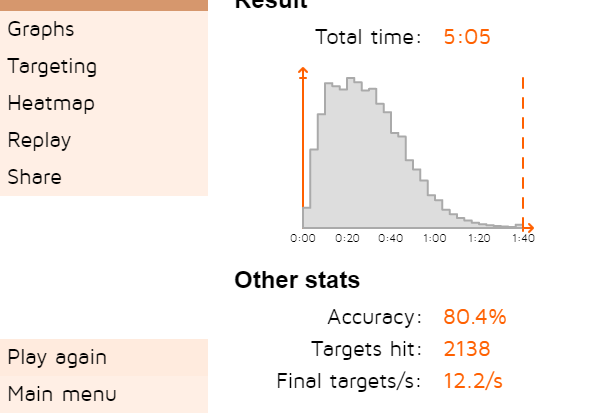 Result
Graphs
Targeting
Heatmap
Replay
Share
Total time: 5:05
0:00 0:20 0:40 1:00 1:20 1:40
Other stats
Accuracy: 80.4%
Targets hit: 2138
Final targets/s: 12.2/s
Play again
Main menu